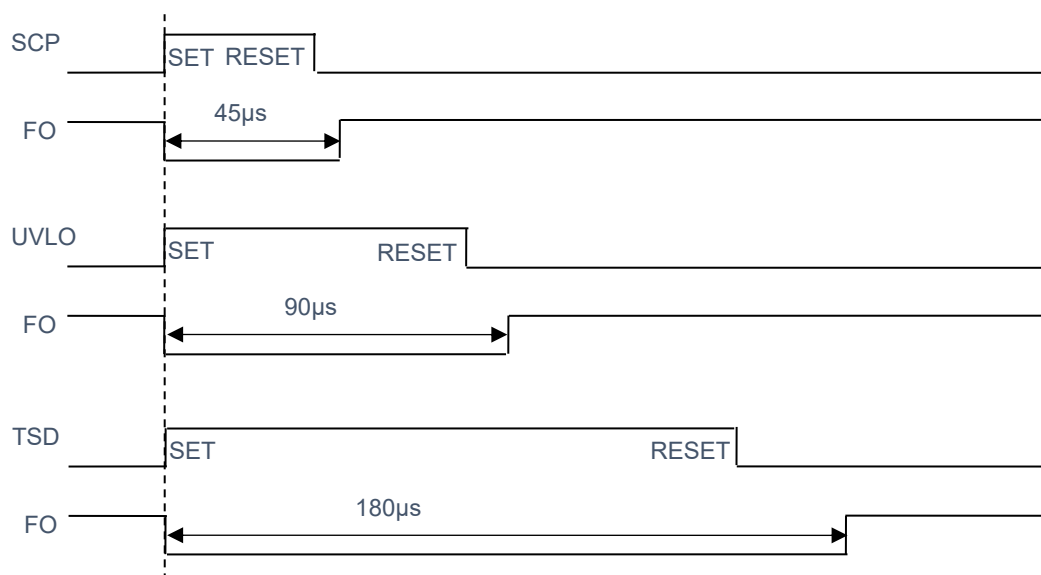 SCP
SET RESET
45µs
FO
UVLO
SET RESET
90µs
FO
TSD
SET RESET
180µs
FO